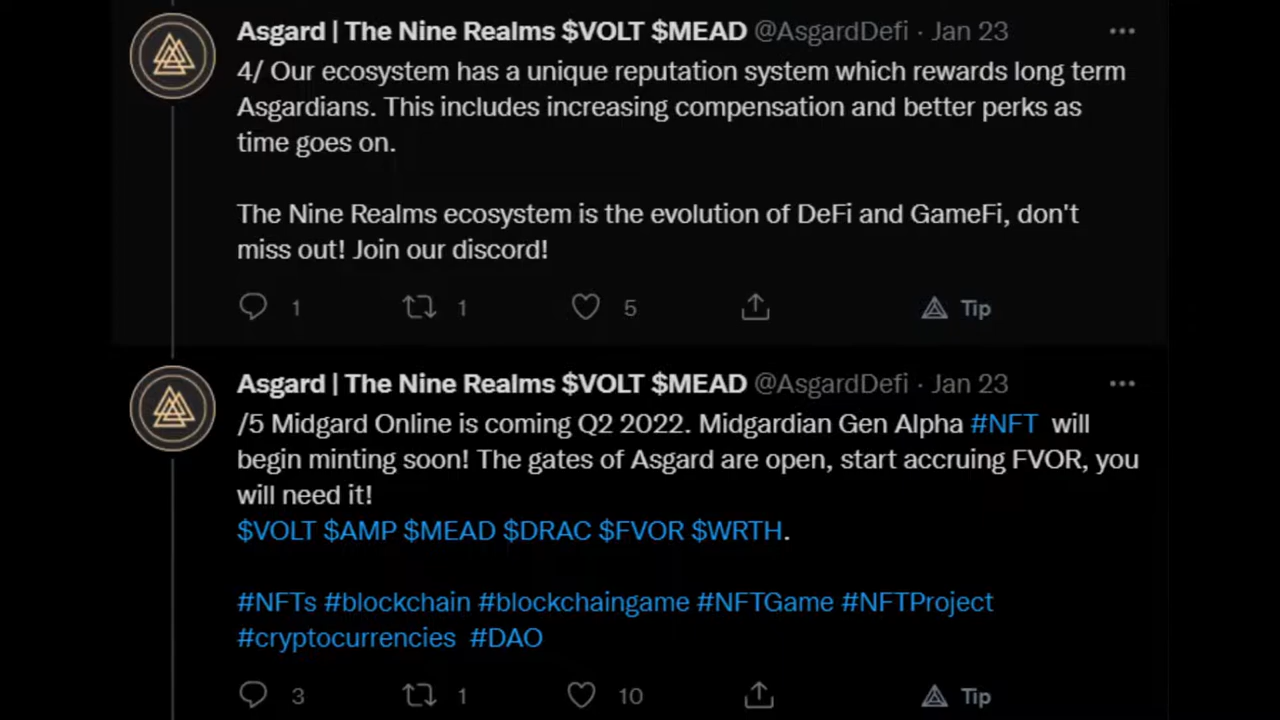 Asgard | The Nine Realms $VOLT $MEAD @AsgardDefi · Jan 23
4/ Our ecosystem has a unique reputation system which rewards long term
Asgardians. This includes increasing compensation and better perks as
time goes on.
The Nine Realms ecosystem is the evolution of DeFi and GameFi, don't
miss out! Join our discord!
1 1 5 Tip
Asgard | The Nine Realms $VOLT $MEAD @AsgardDefi · Jan 23
/5 Midgard Online is coming Q2 2022. Midgardian Gen Alpha #NFT will
begin minting soon! The gates of Asgard are open, start accruing FVOR, you
will need it!
$VOLT $AMP $MEAD $DRAC $FVOR $WRTH.
#NFTs #blockchain #blockchaingame #NFTGame #NFTProject
#cryptocurrencies #DAO
3 1 10 Tip